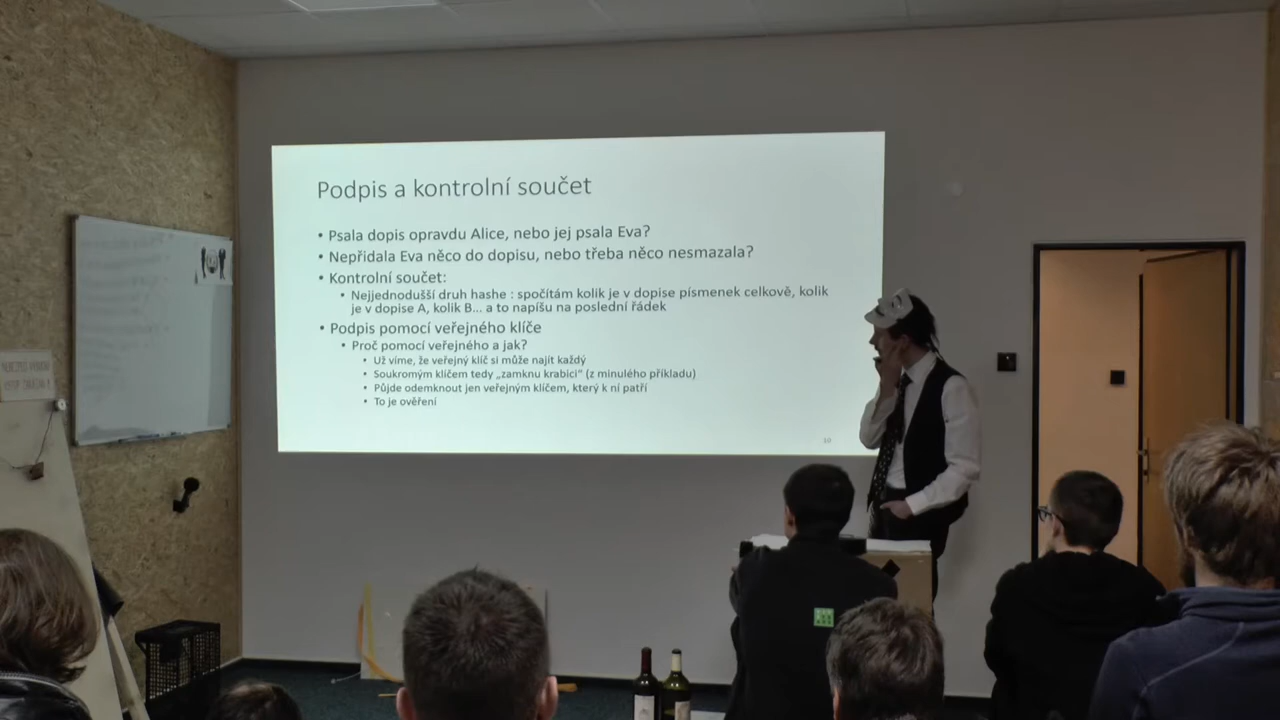 Podpis a kontrolní součet
• Psala dopis opravdu Alice, nebo jej psala Eva?
• Nepřidala Eva něco do dopisu, nebo třeba něco nesmazala?
• Kontrolní součet:
• Nejjednodušší druh hashe : spočítám kolik je v dopise písmenek celkově, kolik
je v dopise A, kolik B... a to napíšu na poslední řádek
• Podpis pomocí veřejného klíče
• Proč pomocí veřejného a jak?
• Už víme, že veřejný klíč si může najít každý
• Soukromým klíčem tedy „zamknu krabici" (z minulého příkladu)
• Půjde odemknout jen veřejným klíčem, který k ní patří
• To je ověření
10